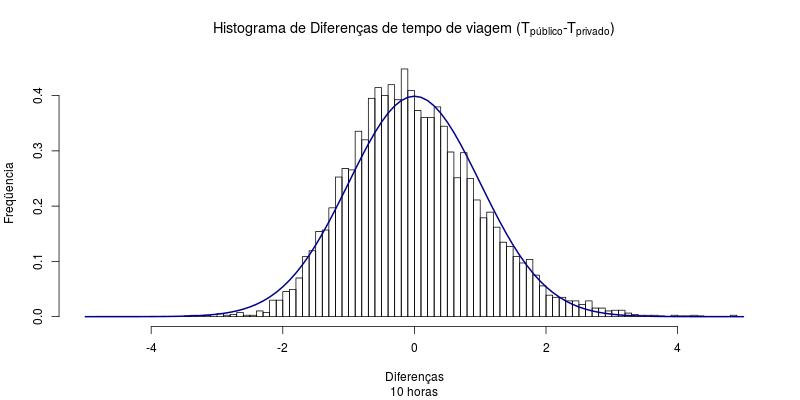 Histograma de Diferenças de tempo de viagem (Tpúblico-Tprivado)
Freqüencia
0.4
0.3
0.2
0.1
0.0
-4 -2 0 2 4
Diferenças
10 horas